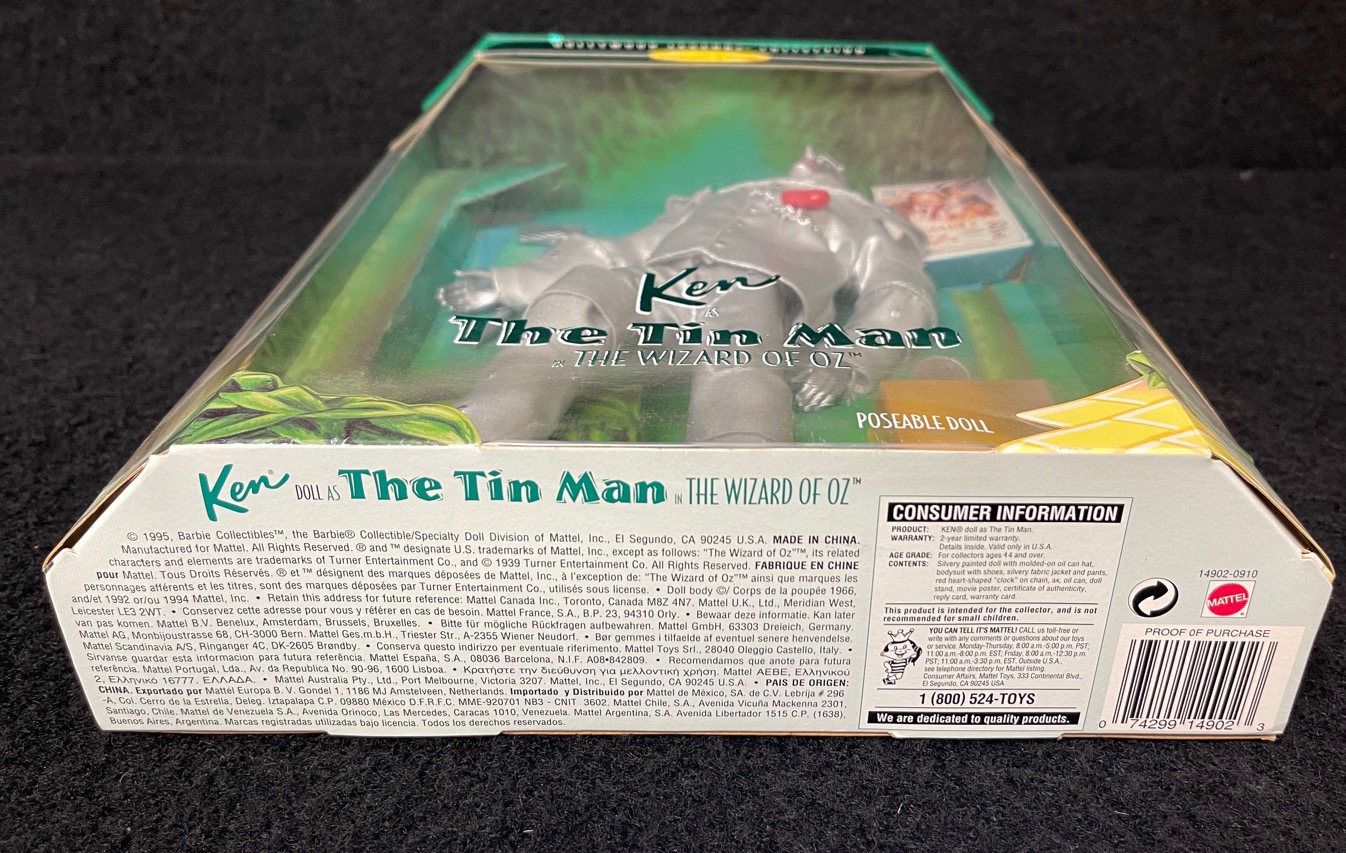 HOLLYWOOD LEGENDS COLLECTION
Ken
as
The Tin Man
IN THE WIZARD OF OZ™
POSEABLE DOLL
Ken® DOLL AS The Tin Man IN THE WIZARD OF OZ™
© 1995, Barbie Collectibles™, the Barbie® Collectible/Specialty Doll Division of Mattel, Inc., El Segundo, CA 90245 U.S.A. MADE IN CHINA.
Manufactured for Mattel. All Rights Reserved. ® and ™ designate U.S. trademarks of Mattel, Inc., except as follows: "The Wizard of Oz"™, its related
characters and elements are trademarks of Turner Entertainment Co., and © 1939 Turner Entertainment Co. All Rights Reserved. FABRIQUE EN CHINE
pour Mattel. Tous Droits Réservés. ® et ™ désignent des marques déposées de Mattel, Inc., à l'exception de: "The Wizard of Oz"™ ainsi que marques les
personnages afférents et les titres, sont des marques déposées par Turner Entertainment Co., utilisés sous license. • Doll body ©/ Corps de la poupée 1966,
and/et 1992 or/ou 1994 Mattel, Inc. • Retain this address for future reference: Mattel Canada Inc., Toronto, Canada M8Z 4N7. Mattel U.K., Ltd., Meridian West,
Leicester LE3 2WT. • Conservez cette adresse pour vous y référer en cas de besoin. Mattel France, S.A., B.P. 23, 94310 Orly. • Bewaar deze informatie. Kan later
van pas komen. Mattel B.V. Benelux, Amsterdam, Brussels, Bruxelles. • Bitte für mögliche Rückfragen aufbewahren. Mattel GmbH, 63303 Dreieich, Germany.
Mattel AG, Monbijoustrasse 68, CH-3000 Bern. Mattel Ges.m.b.H., Triester Str., A-2355 Wiener Neudorf. • Bør gemmes i tilfaelde af eventuel senere henvendelse.
Mattel Scandinavia A/S, Ringanger 4C, DK-2605 Brøndby. • Conserva questo indirizzo per eventuale riferimento. Mattel Toys Srl., 28040 Oleggio Castello, Italy. •
Sírvanse guardar esta informacion para futura referência. Mattel España, S.A., 08036 Barcelona, N.I.F. A08•842809. • Recomendamos que anote para futura
referência. Mattel Portugal, Lda., Av. da Republica No. 90-96, 1600 Lisboa. • Κρατήστε την διεύθυνση για μελλοντική χρήση. Mattel AEBE, Ελληνικού
2, Ελληνικό 16777. ΕΛΛΑΔΑ. • Mattel Australia Pty., Ltd., Port Melbourne, Victoria 3207. Mattel, Inc., El Segundo, CA 90245 U.S.A. • PAIS DE ORIGEN:
CHINA. Exportado por Mattel Europa B. V. Gondel 1, 1186 MJ Amstelveen, Netherlands. Importado y Distribuido por Mattel de México, SA. de C.V. Lebrija # 296
-A, Col. Cerro de la Estrella, Deleg. Iztapalapa C.P. 09880 México D.F.R.F.C. MME-920701 NB3 - CNIT 3602. Mattel Chile, S.A., Avenida Vicuña Mackenna 2301,
Santiago, Chile. Mattel de Venezuela S.A., Avenida Orinoco, Las Mercedes, Caracas 1010, Venezuela. Mattel Argentina, S.A. Avenida Libertador 1515 C.P. (1638),
Buenos Aires, Argentina. Marcas registradas utilizadas bajo licencia. Todos los derechos reservados.
CONSUMER INFORMATION
PRODUCT: KEN® doll as The Tin Man.
WARRANTY: 2-year limited warranty.
Details inside. Valid only in U.S.A.
AGE GRADE: For collectors ages 14 and over.
CONTENTS: Silvery painted doll with molded-on oil can hat,
bodysuit with shoes, silvery fabric jacket and pants,
red heart-shaped "clock" on chain, ax, oil can, doll
stand, movie poster, certificate of authenticity,
reply card, warranty card.
This product is intended for the collector, and is not
recommended for small children.
YOU CAN TELL IT'S MATTEL! CALL us toll-free or
write with any comments or questions about our toys
or service. Monday-Thursday, 8:00 a.m.-5:00 p.m. PST;
11:00 a.m.-8:00 p.m. EST; Friday, 8:00 a.m.-12:30 p.m.
PST; 11:00 a.m.-3:30 p.m. EST. Outside U.S.A.,
see telephone directory for Mattel listing.
Consumer Affairs, Mattel Toys, 333 Continental Blvd.,
El Segundo, CA 90245 USA
1 (800) 524-TOYS
We are dedicated to quality products.
14902-0910
MATTEL
PROOF OF PURCHASE
0 74299 14902 3